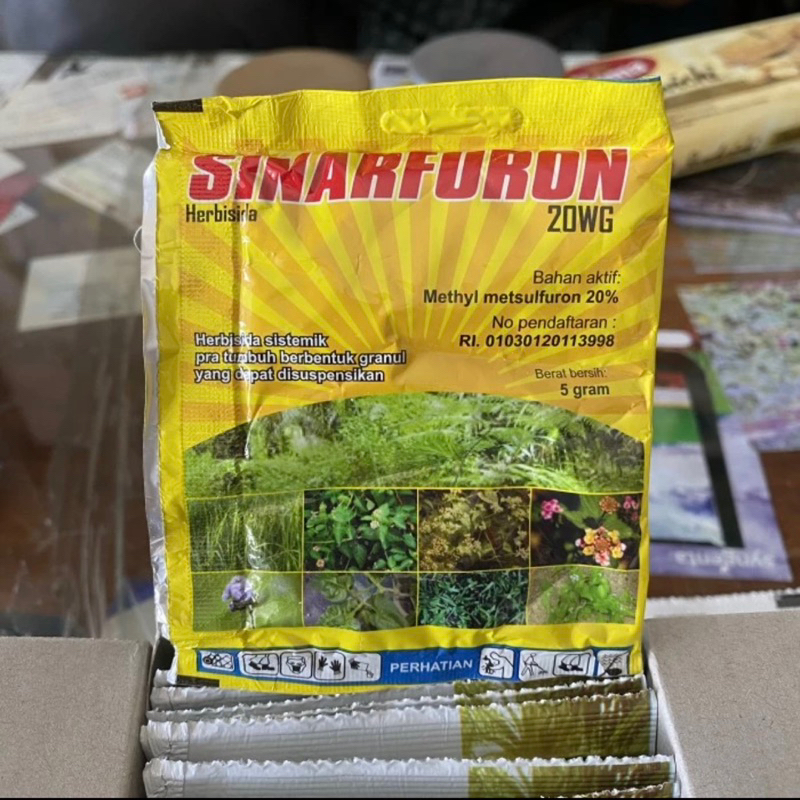 SINARFURON
Herbisida
20WG
Bahan aktif:
Methyl metsulfuron 20%
No pendaftaran :
RI. 01030120113998
Herbisida sistemik
pra tumbuh berbentuk granul
yang dapat disuspensikan
Berat bersih:
5 gram
PERHATIAN
syngenta